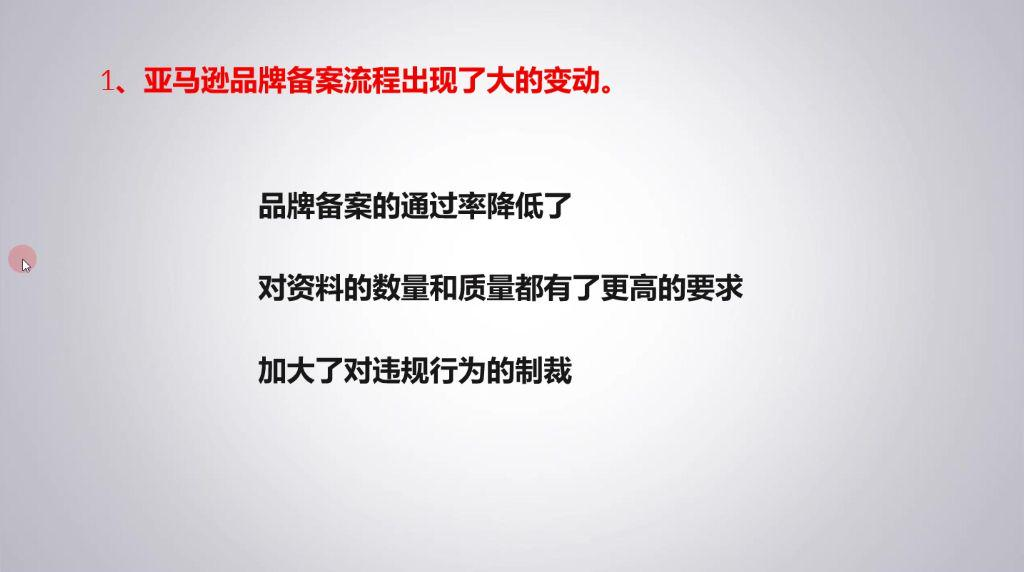 1、亚马逊品牌备案流程出现了大的变动。
品牌备案的通过率降低了
对资料的数量和质量都有了更高的要求
加大了对违规行为的制裁